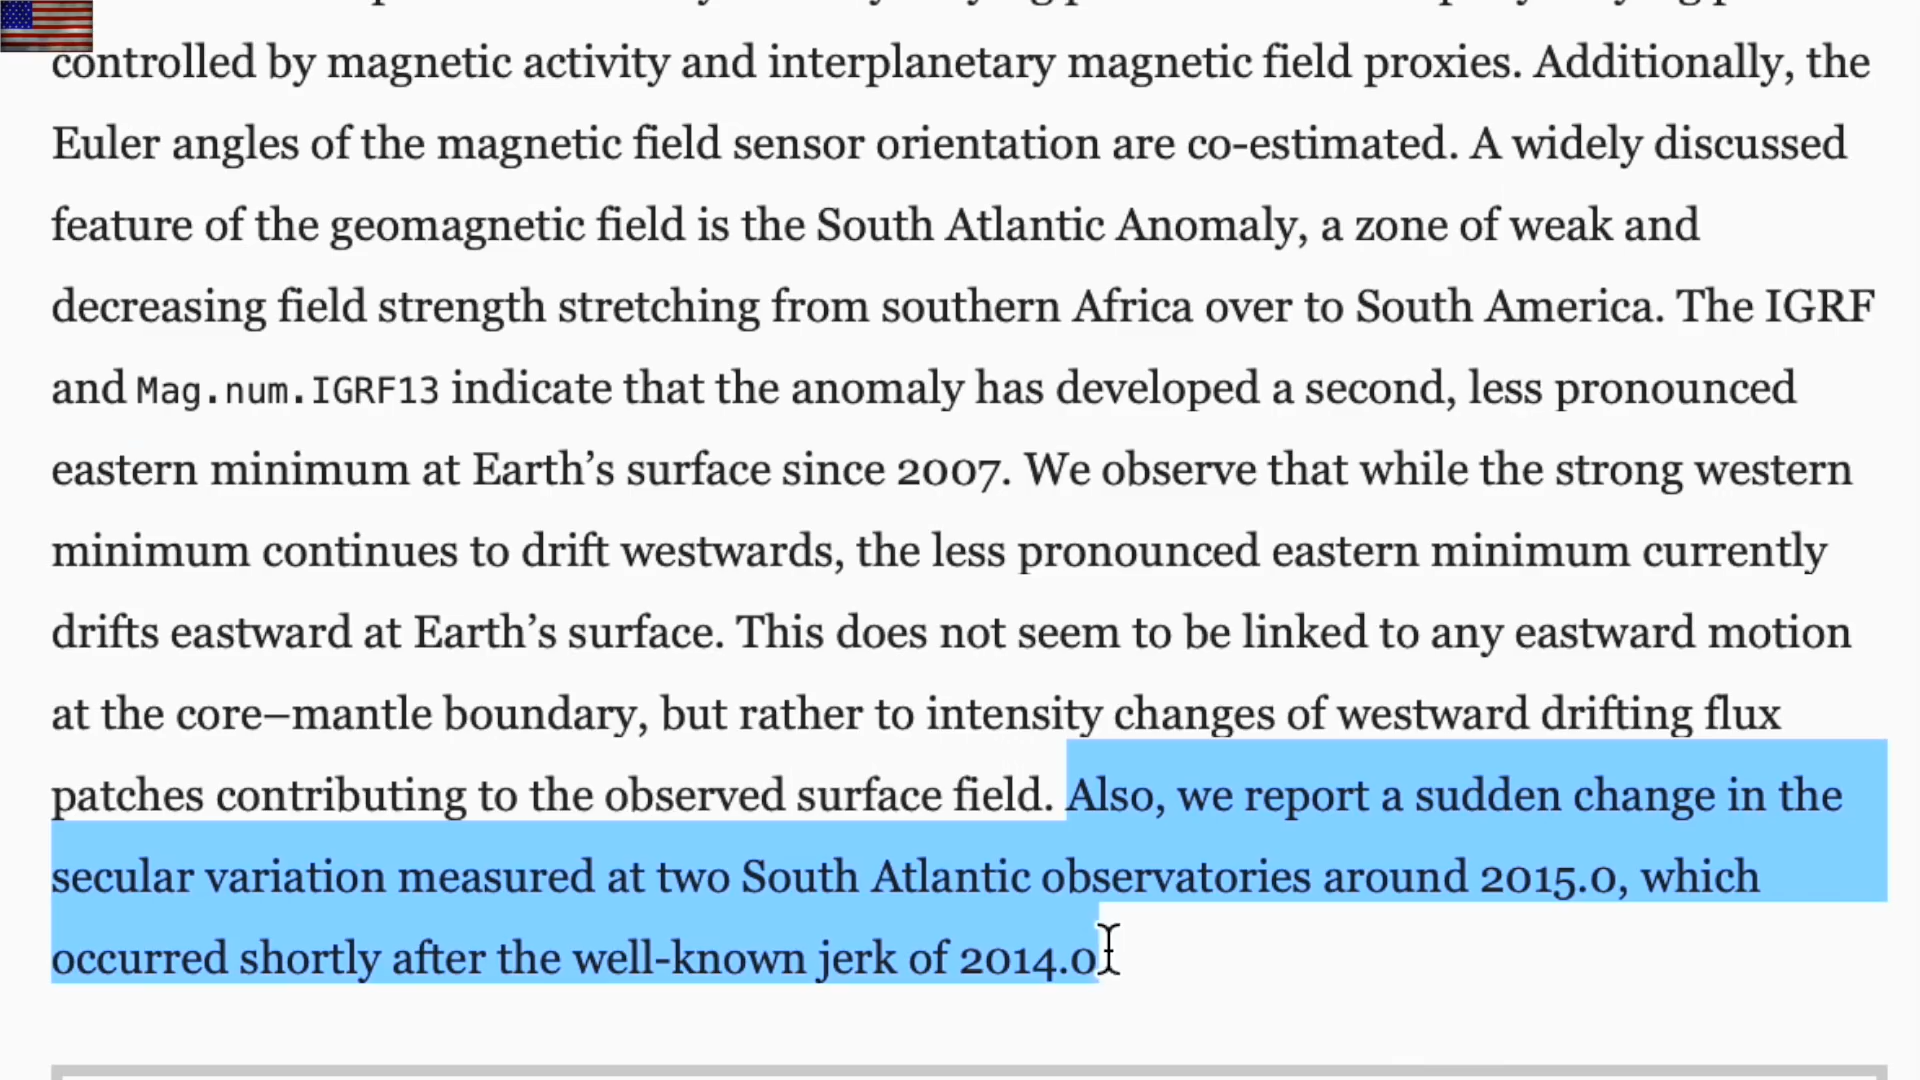 controlled by magnetic activity and interplanetary magnetic field proxies. Additionally, the
Euler angles of the magnetic field sensor orientation are co-estimated. A widely discussed
feature of the geomagnetic field is the South Atlantic Anomaly, a zone of weak and
decreasing field strength stretching from southern Africa over to South America. The IGRF
and Mag.num.IGRF13 indicate that the anomaly has developed a second, less pronounced
eastern minimum at Earth’s surface since 2007. We observe that while the strong western
minimum continues to drift westwards, the less pronounced eastern minimum currently
drifts eastward at Earth’s surface. This does not seem to be linked to any eastward motion
at the core–mantle boundary, but rather to intensity changes of westward drifting flux
patches contributing to the observed surface field. Also, we report a sudden change in the
secular variation measured at two South Atlantic observatories around 2015.0, which
occurred shortly after the well-known jerk of 2014.0